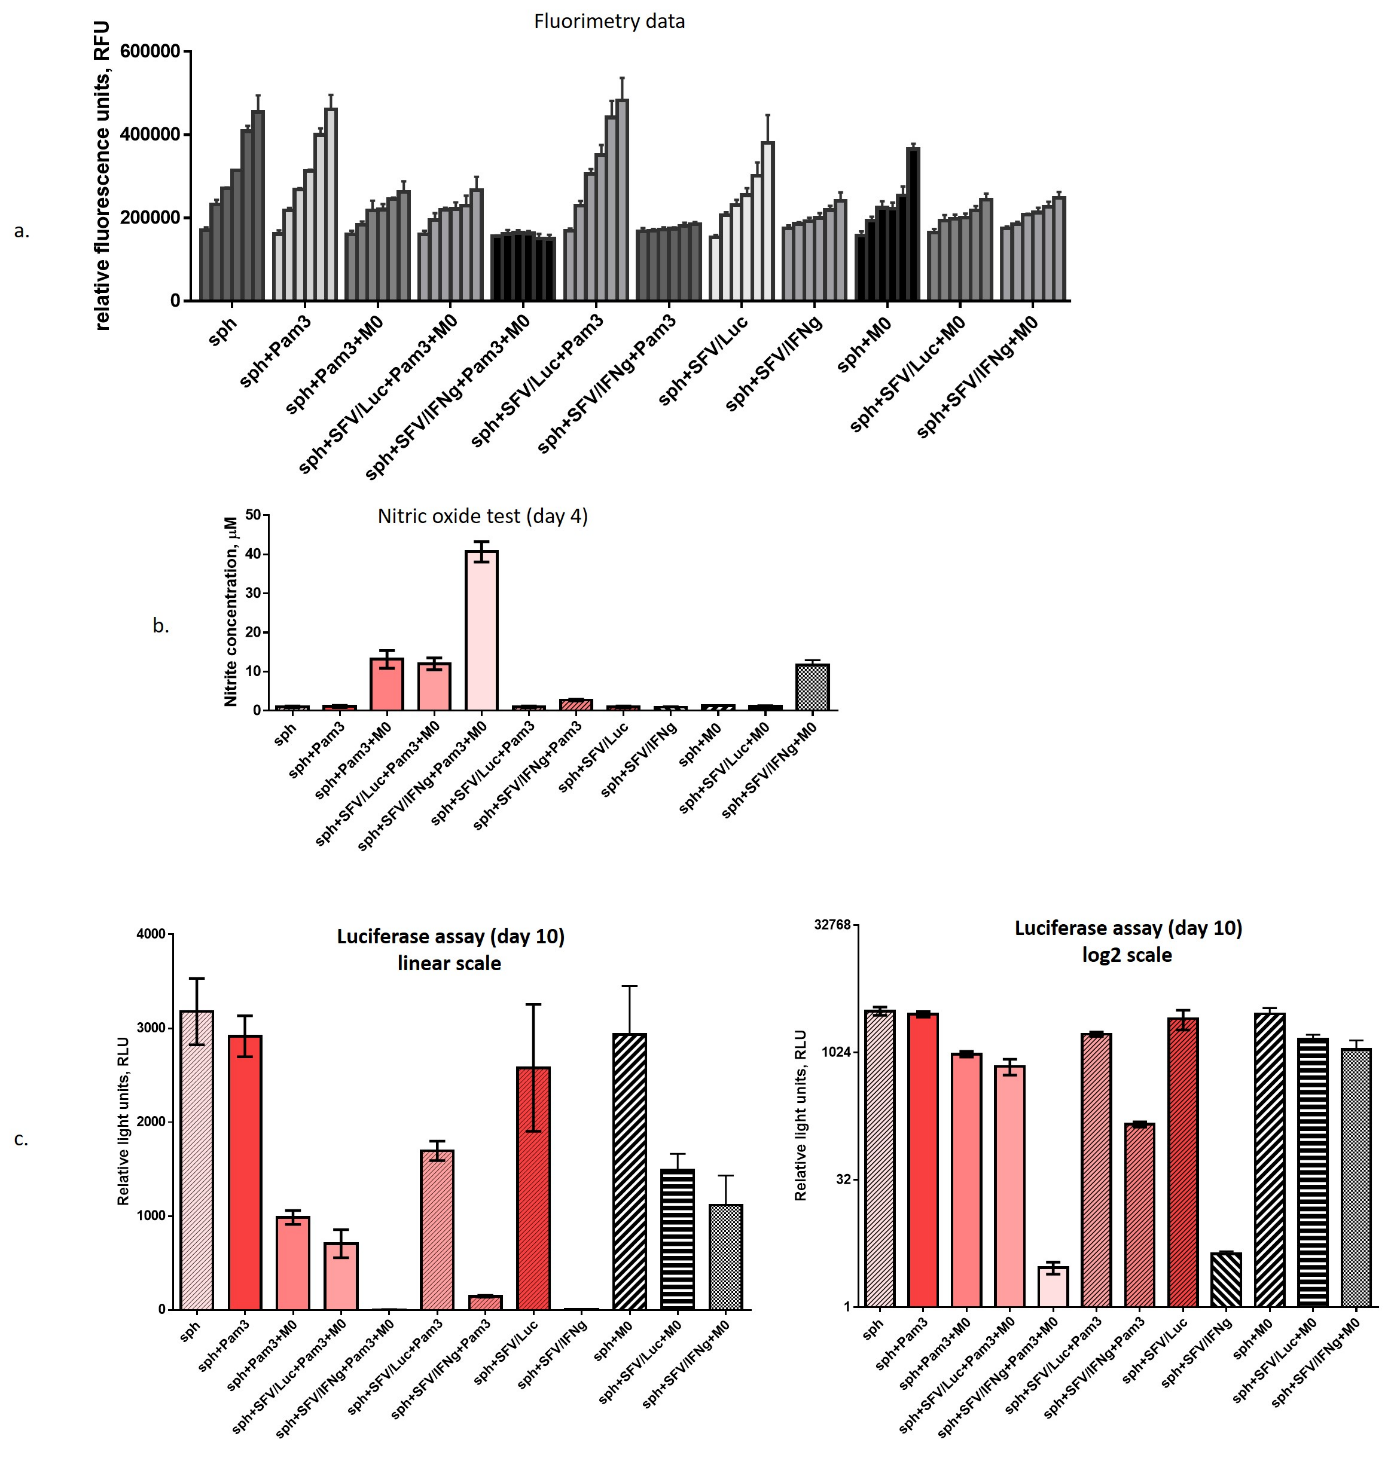 Fluorimetry data
relative fluorescence units, RFU
600000
400000
200000
0
sph
sph+Pam3
sph+Pam3+M0
sph+SFV/Luc+Pam3+M0
sph+SFV/IFNg+Pam3+M0
sph+SFV/Luc+Pam3
sph+SFV/IFNg+Pam3
sph+SFV/Luc
sph+SFV/IFNg
sph+M0
sph+SFV/Luc+M0
sph+SFV/IFNg+M0
a.
Nitric oxide test (day 4)
Nitrite concentration, µM
50
40
30
20
10
0
sph
sph+Pam3
sph+Pam3+M0
sph+SFV/Luc+Pam3+M0
sph+SFV/IFNg+Pam3+M0
sph+SFV/Luc+Pam3
sph+SFV/IFNg+Pam3
sph+SFV/Luc
sph+SFV/IFNg
sph+M0
sph+SFV/Luc+M0
sph+SFV/IFNg+M0
b.
Luciferase assay (day 10)
linear scale
Relative light units, RLU
4000
3000
2000
1000
0
sph
sph+Pam3
sph+Pam3+M0
sph+SFV/Luc+Pam3+M0
sph+SFV/IFNg+Pam3+M0
sph+SFV/Luc+Pam3
sph+SFV/IFNg+Pam3
sph+SFV/Luc
sph+SFV/IFNg
sph+M0
sph+SFV/Luc+M0
sph+SFV/IFNg+M0
c.
Luciferase assay (day 10)
log2 scale
Relative light units, RLU
32768
1024
32
1
sph
sph+Pam3
sph+Pam3+M0
sph+SFV/Luc+Pam3+M0
sph+SFV/IFNg+Pam3+M0
sph+SFV/Luc+Pam3
sph+SFV/IFNg+Pam3
sph+SFV/Luc
sph+SFV/IFNg
sph+M0
sph+SFV/Luc+M0
sph+SFV/IFNg+M0